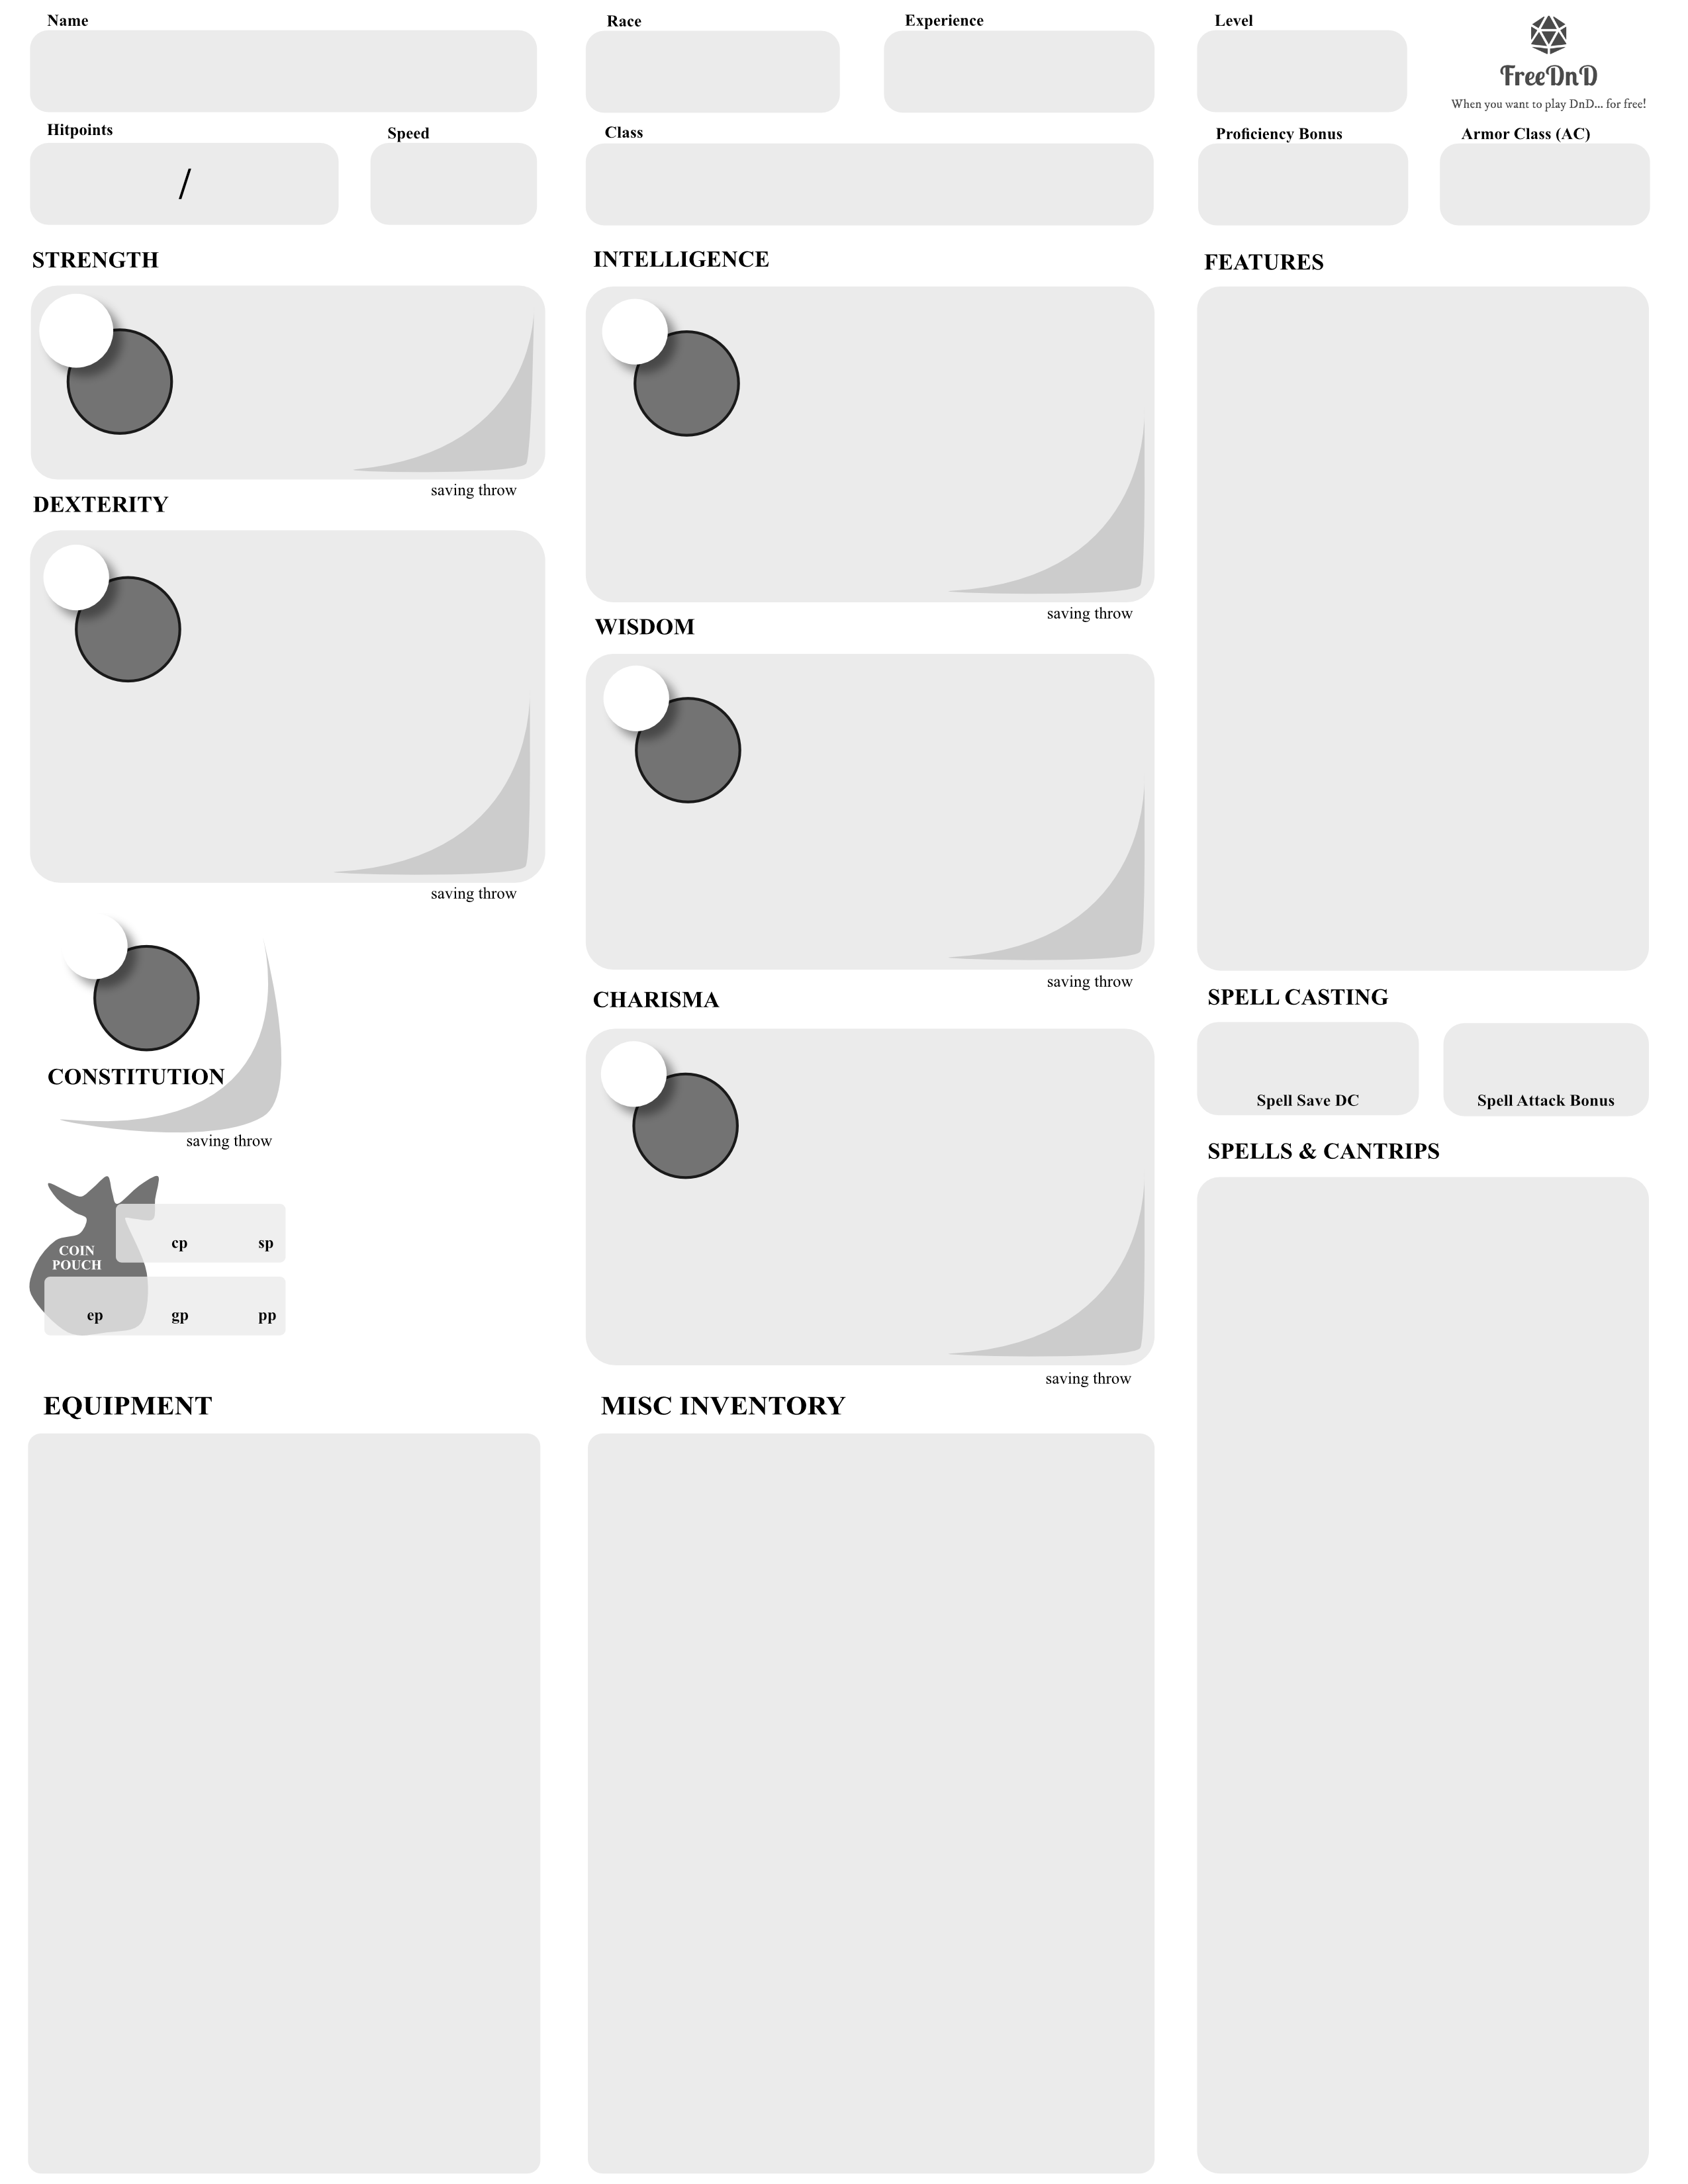 Name
Race
Experience
Level
FreeDnD
When you want to play DnD... for free!
Hitpoints
Speed
Class
Proficiency Bonus
Armor Class (AC)
/
STRENGTH
saving throw
DEXTERITY
saving throw
CONSTITUTION
saving throw
COIN
POUCH
cp sp
ep gp pp
INTELLIGENCE
saving throw
WISDOM
saving throw
CHARISMA
saving throw
FEATURES
SPELL CASTING
Spell Save DC
Spell Attack Bonus
SPELLS & CANTRIPS
EQUIPMENT
MISC INVENTORY